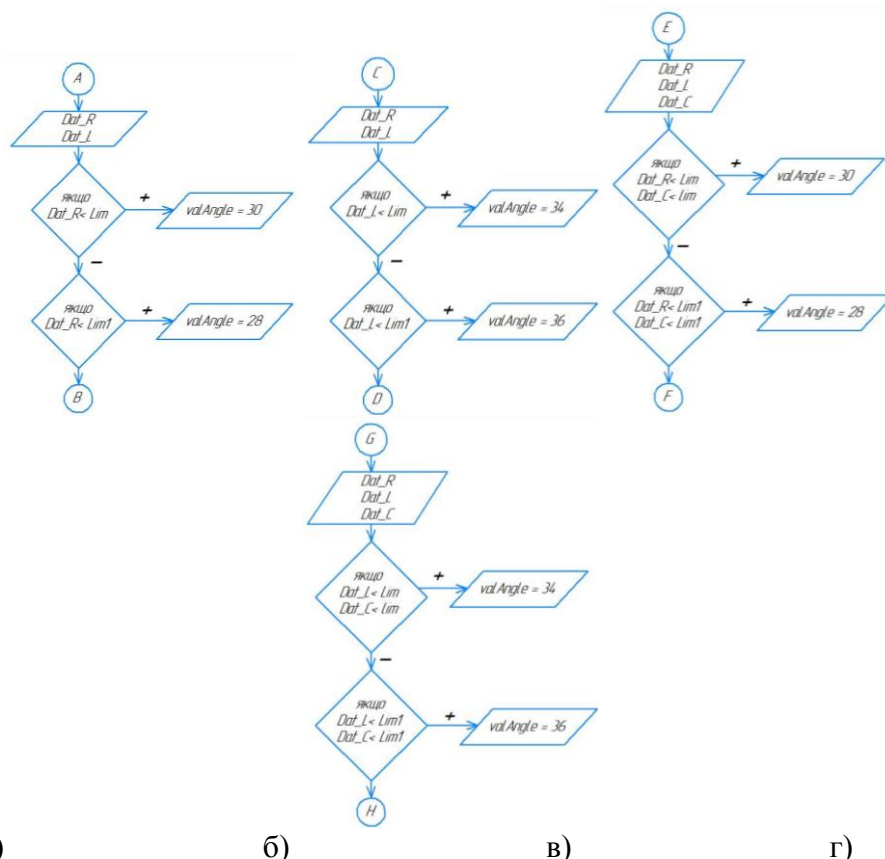 A
Dat_R
Dat_L
якщо
Dat_R< Lim
+
valAngle = 30
−
якщо
Dat_R< Lim1
+
valAngle = 28
B
C
Dat_R
Dat_L
якщо
Dat_L< Lim
+
valAngle = 34
−
якщо
Dat_L< Lim1
+
valAngle = 36
D
E
Dat_R
Dat_L
Dat_C
якщо
Dat_R< Lim
Dat_C< lim
+
valAngle = 30
−
якщо
Dat_R< Lim1
Dat_C< Lim1
+
valAngle = 28
F
G
Dat_R
Dat_L
Dat_C
якщо
Dat_L< Lim
Dat_C< lim
+
valAngle = 34
−
якщо
Dat_L< Lim1
Dat_C< Lim1
+
valAngle = 36
H
) б) в) г)